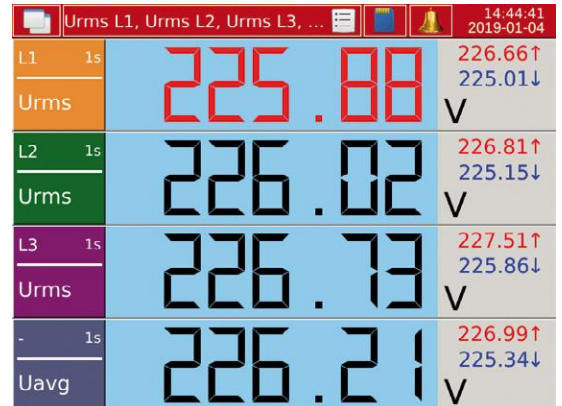 Urms L1, Urms L2, Urms L3, ...
14:44:41
2019-01-04
L1 1s
Urms
225.88
226.66↑
225.01↓
V
L2 1s
Urms
226.02
226.81↑
225.15↓
V
L3 1s
Urms
226.73
227.51↑
225.86↓
V
- 1s
Uavg
226.21
226.99↑
225.34↓
V